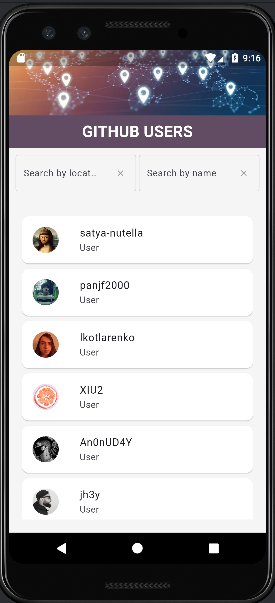 9:16
GITHUB USERS
Search by locat...
Search by name
satya-nutella
User
panjf2000
User
lkotlarenko
User
XIU2
User
An0nUD4Y
User
jh3y
User